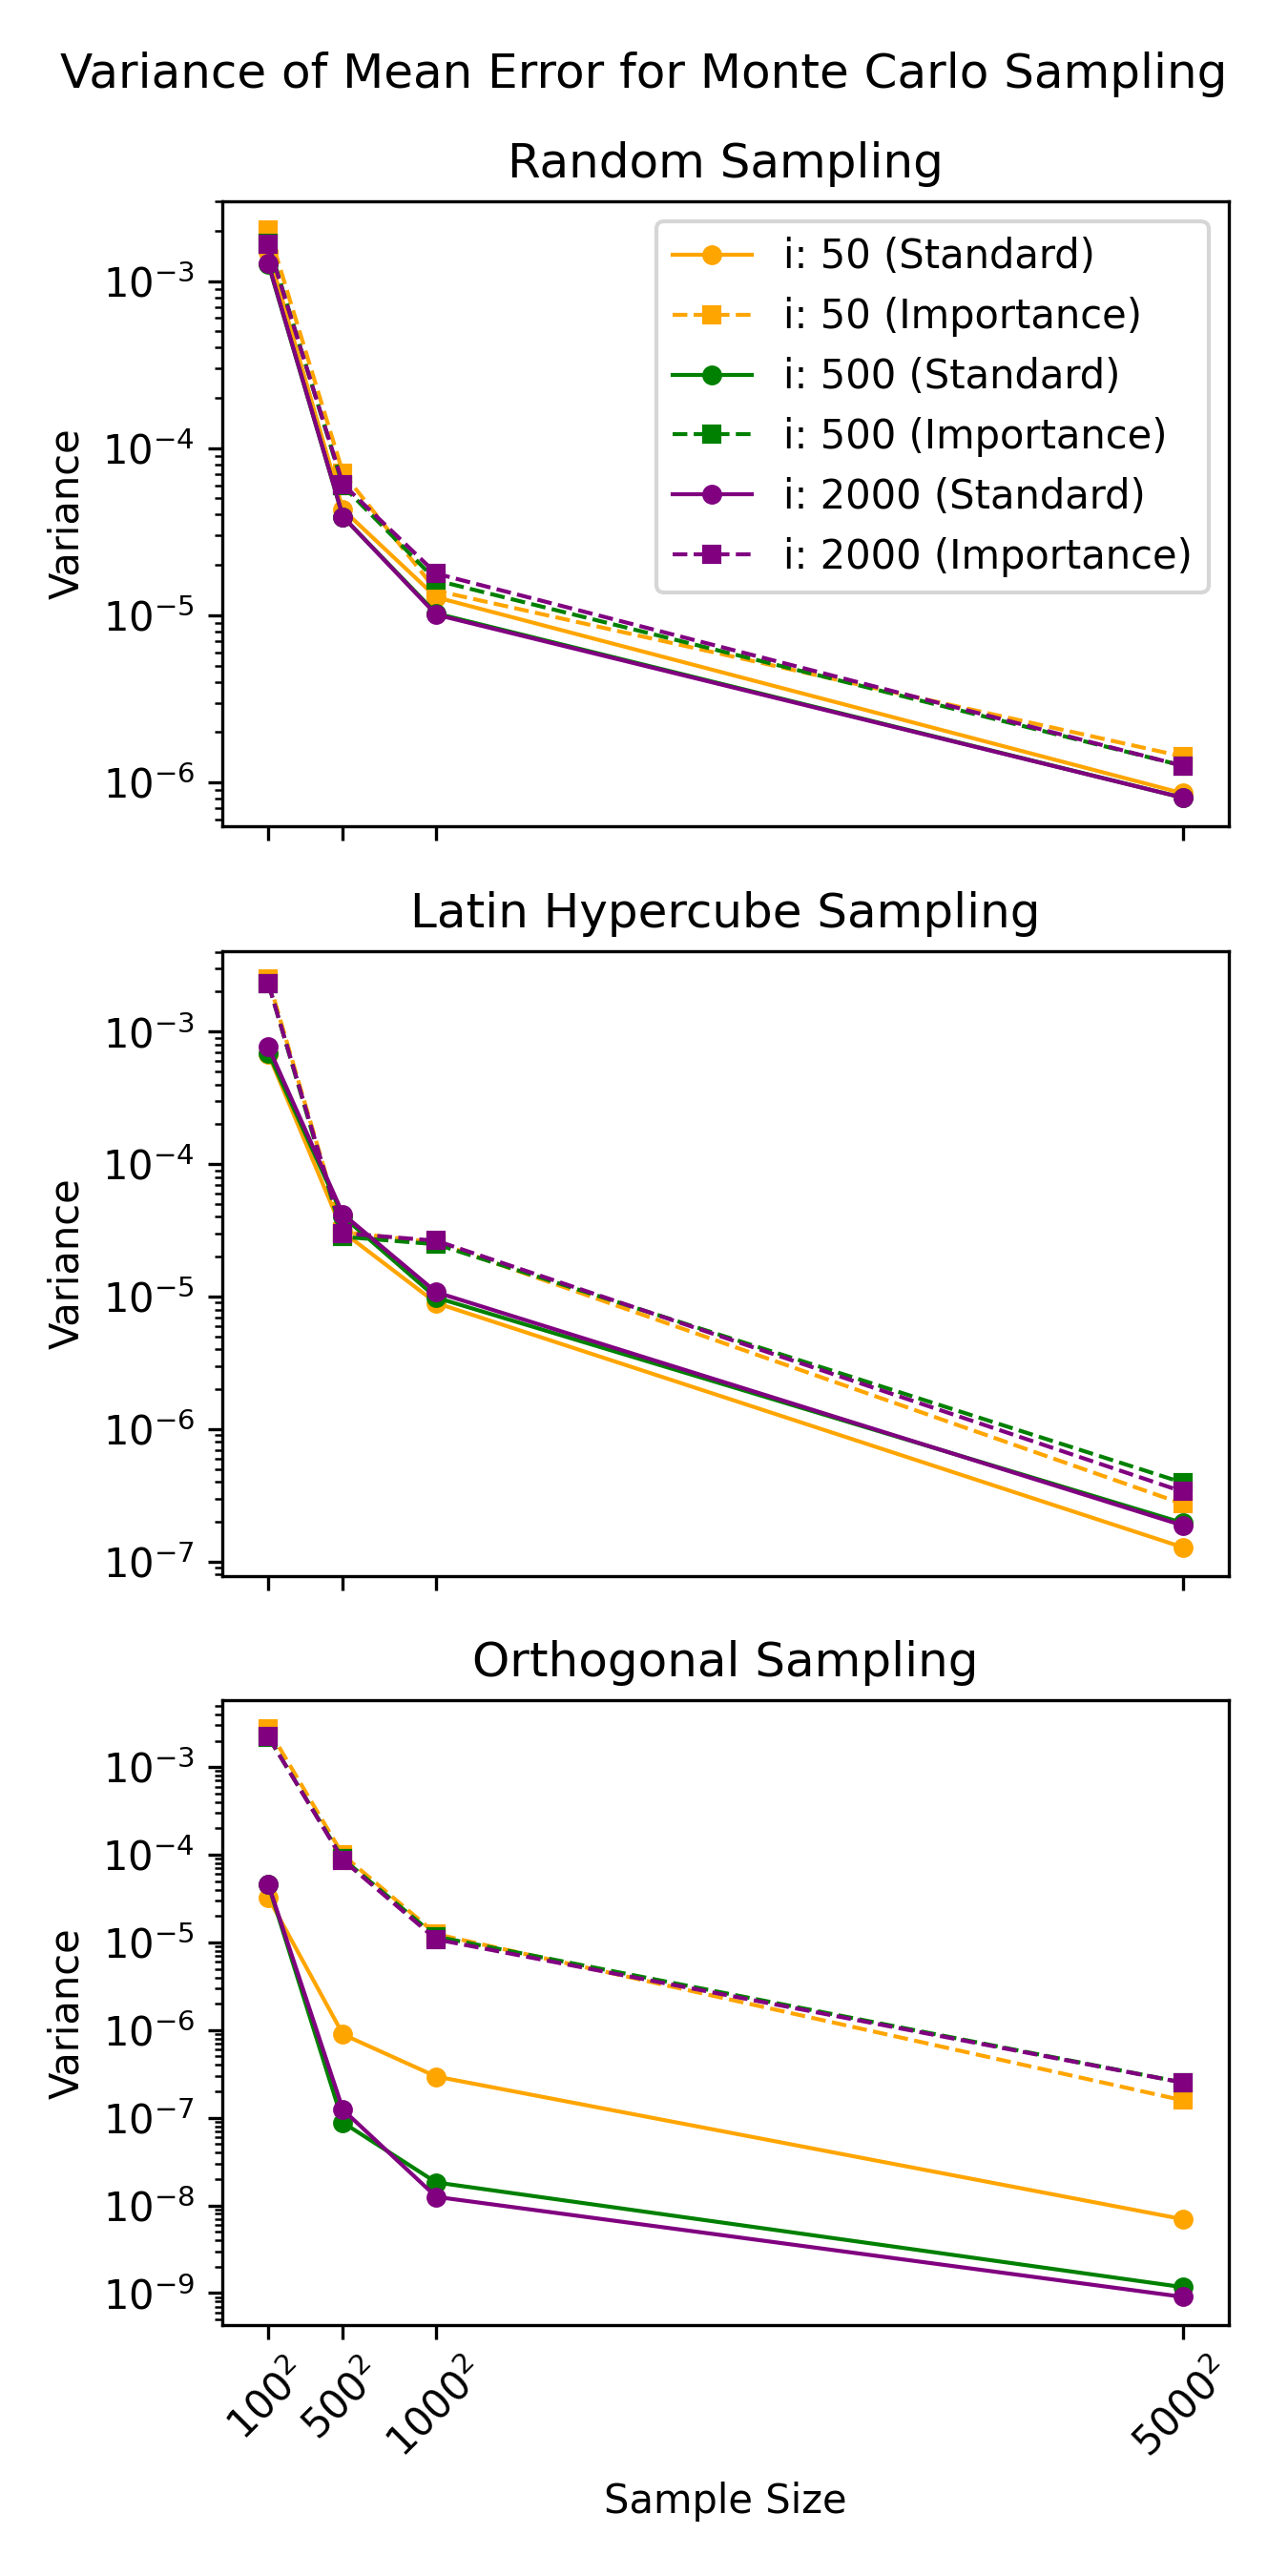 Variance of Mean Error for Monte Carlo Sampling
Random Sampling
i: 50 (Standard)
i: 50 (Importance)
i: 500 (Standard)
i: 500 (Importance)
i: 2000 (Standard)
i: 2000 (Importance)
Variance
10⁻³
10⁻⁴
10⁻⁵
10⁻⁶
Latin Hypercube Sampling
Variance
10⁻³
10⁻⁴
10⁻⁵
10⁻⁶
10⁻⁷
Orthogonal Sampling
Variance
10⁻³
10⁻⁴
10⁻⁵
10⁻⁶
10⁻⁷
10⁻⁸
10⁻⁹
100² 500² 1000² 5000²
Sample Size